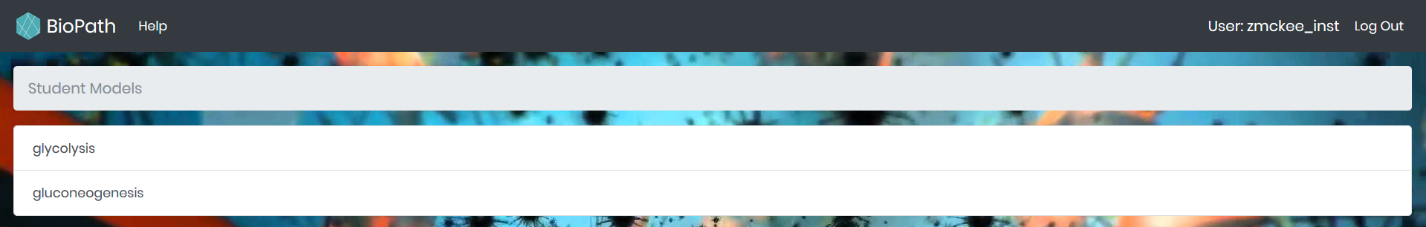 BioPath Help User: zmckee_inst Log Out
Student Models
glycolysis
gluconeogenesis